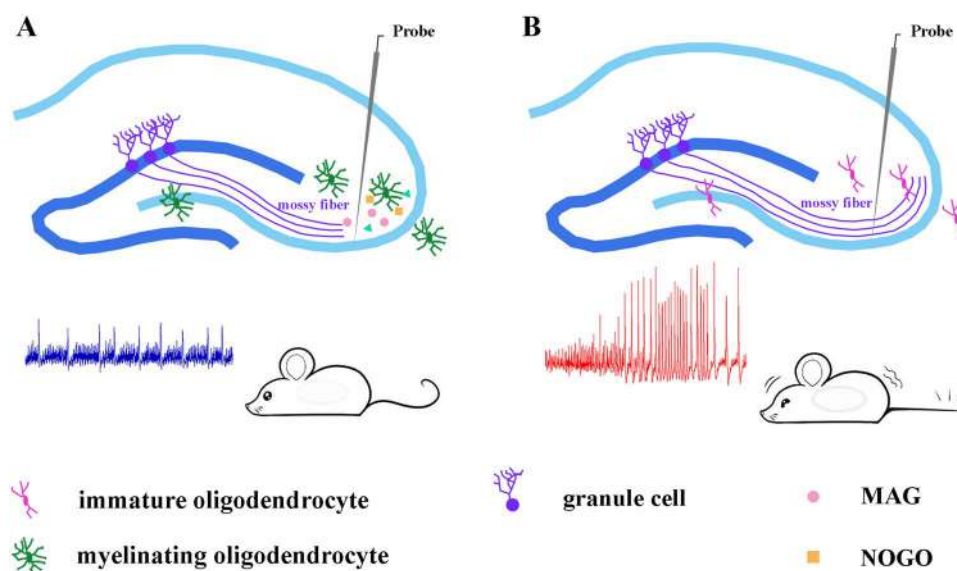 A
Probe
mossy fiber
B
Probe
mossy fiber
immature oligodendrocyte
myelinating oligodendrocyte
granule cell
MAG
NOGO